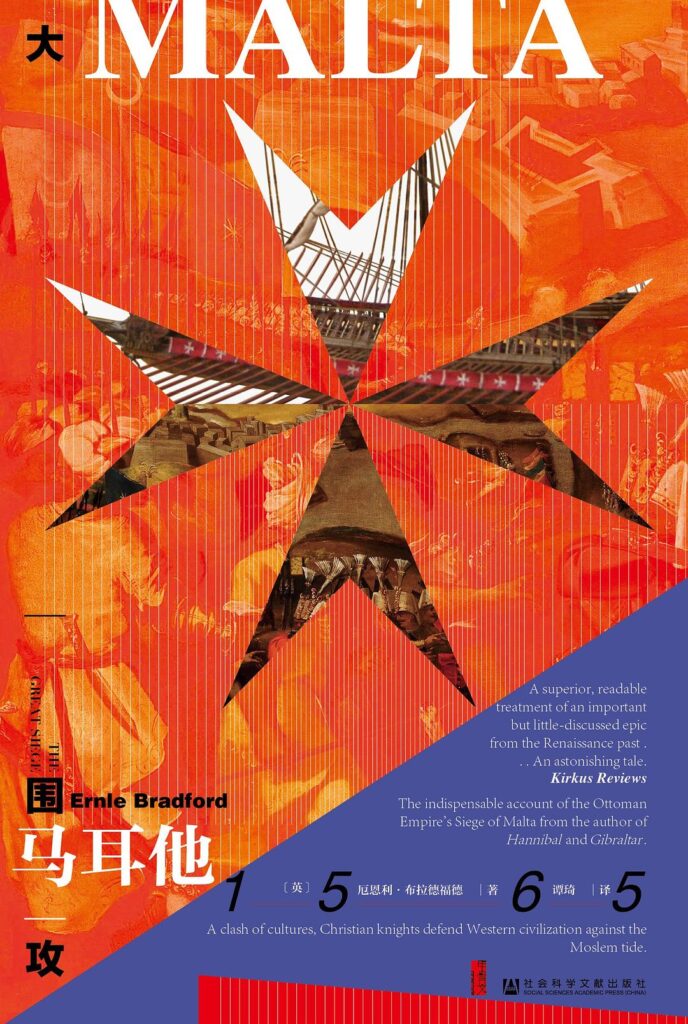 大
MALTA
THE
GREAT SIEGE
围
Ernle Bradford
马耳他
攻
A superior, readable
treatment of an important
but little-discussed epic
from the Renaissance past .
. . An astonishing tale.
Kirkus Reviews
The indispensable account of the Ottoman
Empire’s Siege of Malta from the author of
Hannibal and Gibraltar.
1 〔英〕 5 厄恩利·布拉德福德 |著 6 谭琦 |译 5
A clash of cultures, Christian knights defend Western civilization against the
Moslem tide.
社会科学文献出版社
SOCIAL SCIENCES ACADEMIC PRESS (CHINA)